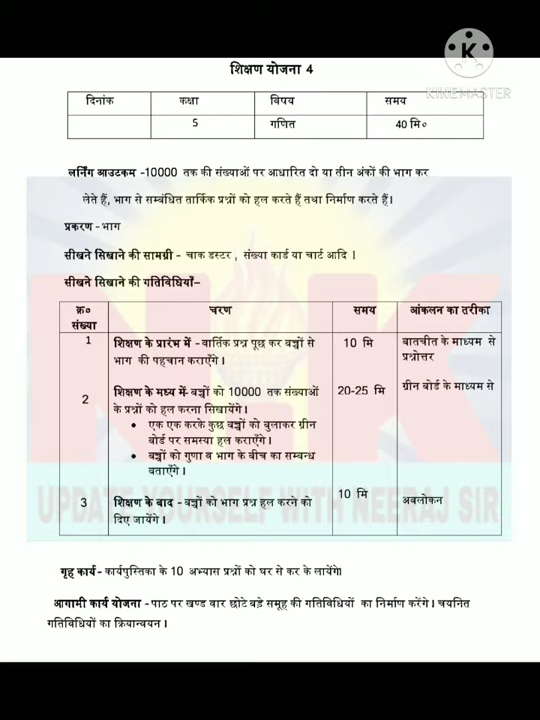 K
KINEMASTER
शिक्षण योजना 4
दिनांक कक्षा विषय समय
5 गणित 40 मि०
लर्निंग आउटकम -10000 तक की संख्याओं पर आधारित दो या तीन अंकों की भाग कर
लेते हैं, भाग से सम्बंधित तार्किक प्रश्नों को हल करते हैं तथा निर्माण करते हैं।
प्रकरण -भाग
सीखने सिखाने की सामग्री - चाक डस्टर , संख्या कार्ड या चार्ट आदि ।
सीखने सिखाने की गतिविधियाँ–
क्र० चरण समय आंकलन का तरीका
संख्या
1 शिक्षण के प्रारंभ में - वार्तिक प्रश्न पूछ कर बच्चों से 10 मि बातचीत के माध्यम से
भाग की पहचान कराएँगे । प्रश्नोत्तर
2 शिक्षण के मध्य में- बच्चों को 10000 तक संख्याओं 20-25 मि ग्रीन बोर्ड के माध्यम से
के प्रश्नों को हल करना सिखायेंगे ।
• एक एक करके कुछ बच्चों को बुलाकर ग्रीन
बोर्ड पर समस्या हल कराएँगे ।
• बच्चों को गुणा व भाग के बीच का सम्बन्ध
बताएँगे ।
3 शिक्षण के बाद - बच्चों को भाग प्रश्न हल करने को 10 मि अवलोकन
दिए जायेंगे ।
NLK
UPDATE YOURSELF WITH NEERAJ SIR
गृह कार्य - कार्यपुस्तिका के 10 अभ्यास प्रश्नों को घर से कर के लायेंगे।
आगामी कार्य योजना - पाठ पर खण्ड वार छोटे बड़े समूह की गतिविधियों का निर्माण करेंगे । चयनित
गतिविधियों का क्रियान्वयन ।